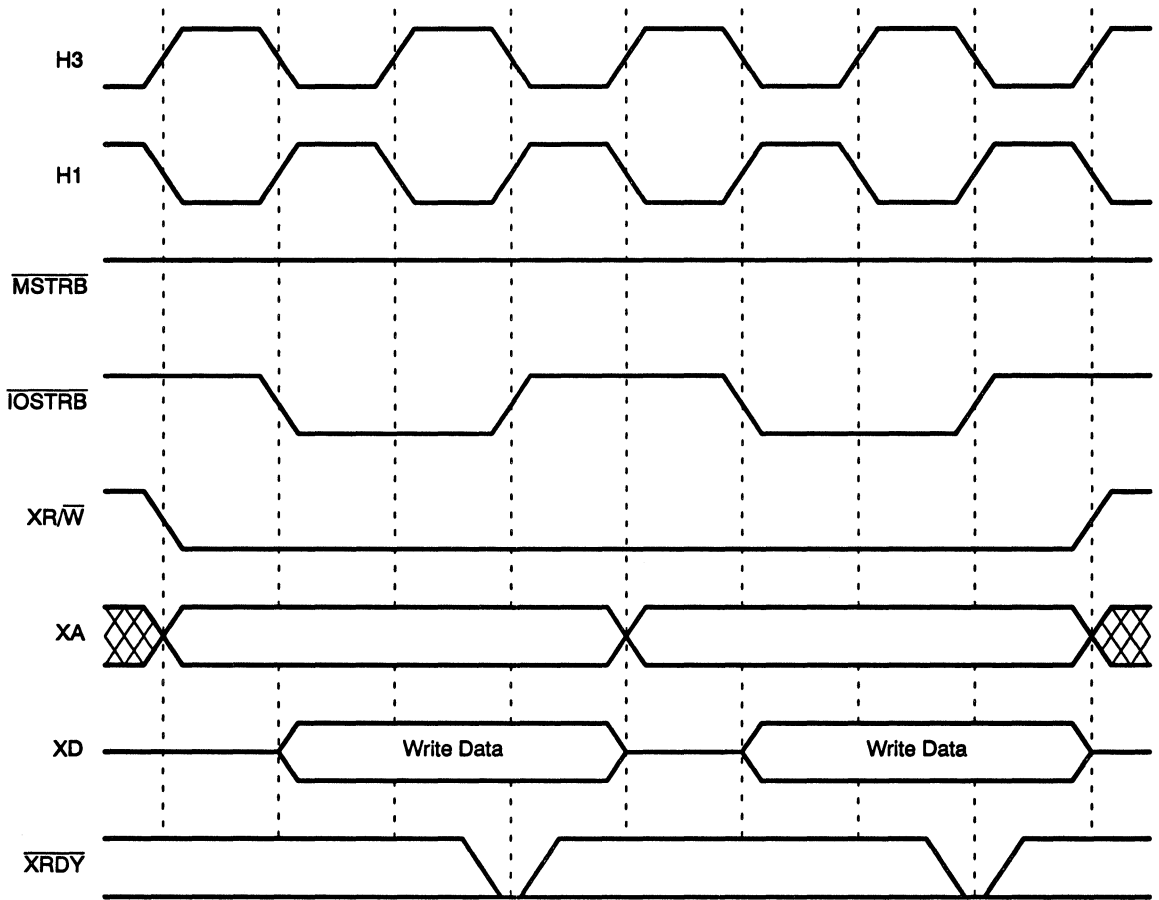 H3
H1
MSTRB
IOSTRB
XR/W
XA
XD
Write Data
Write Data
XRDY